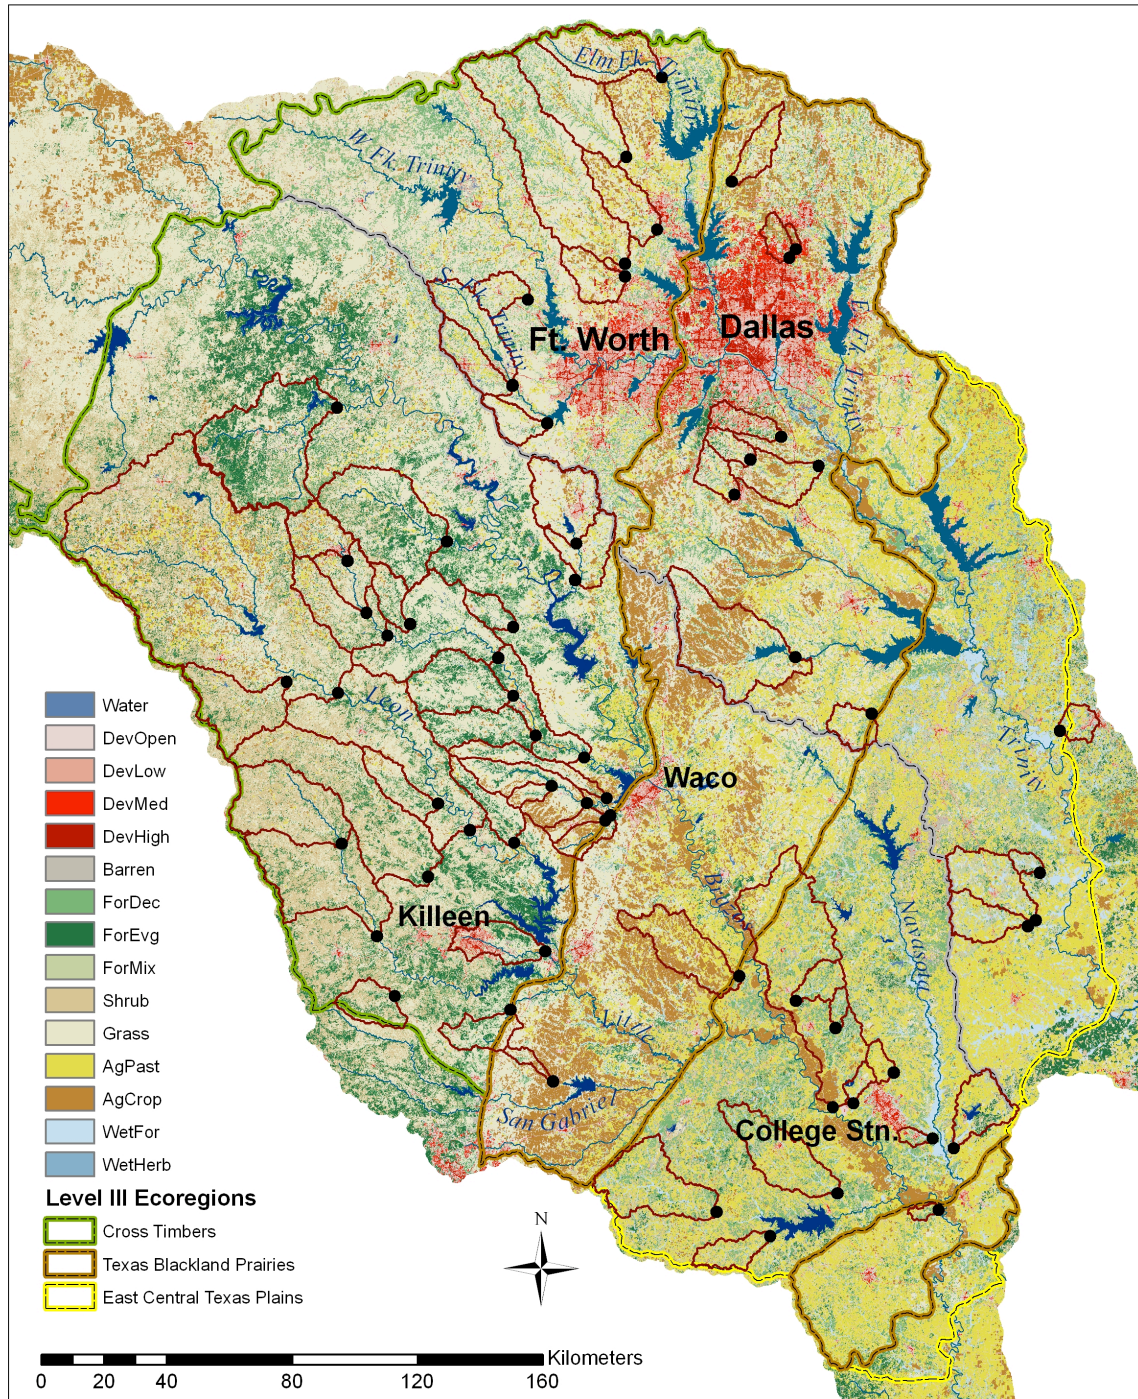 Elm Fk. Trinity
W Fk. Trinity
S. Fk. Trinity
Ft. Worth
Dallas
E. Fk. Trinity
Leon
Trinity
Waco
Brazos
Navasota
Killeen
Little
College Stn.
San Gabriel
Water
DevOpen
DevLow
DevMed
DevHigh
Barren
ForDec
ForEvg
ForMix
Shrub
Grass
AgPast
AgCrop
WetFor
WetHerb
Level III Ecoregions
Cross Timbers
Texas Blackland Prairies
East Central Texas Plains
N
Kilometers
0 20 40 80 120 160